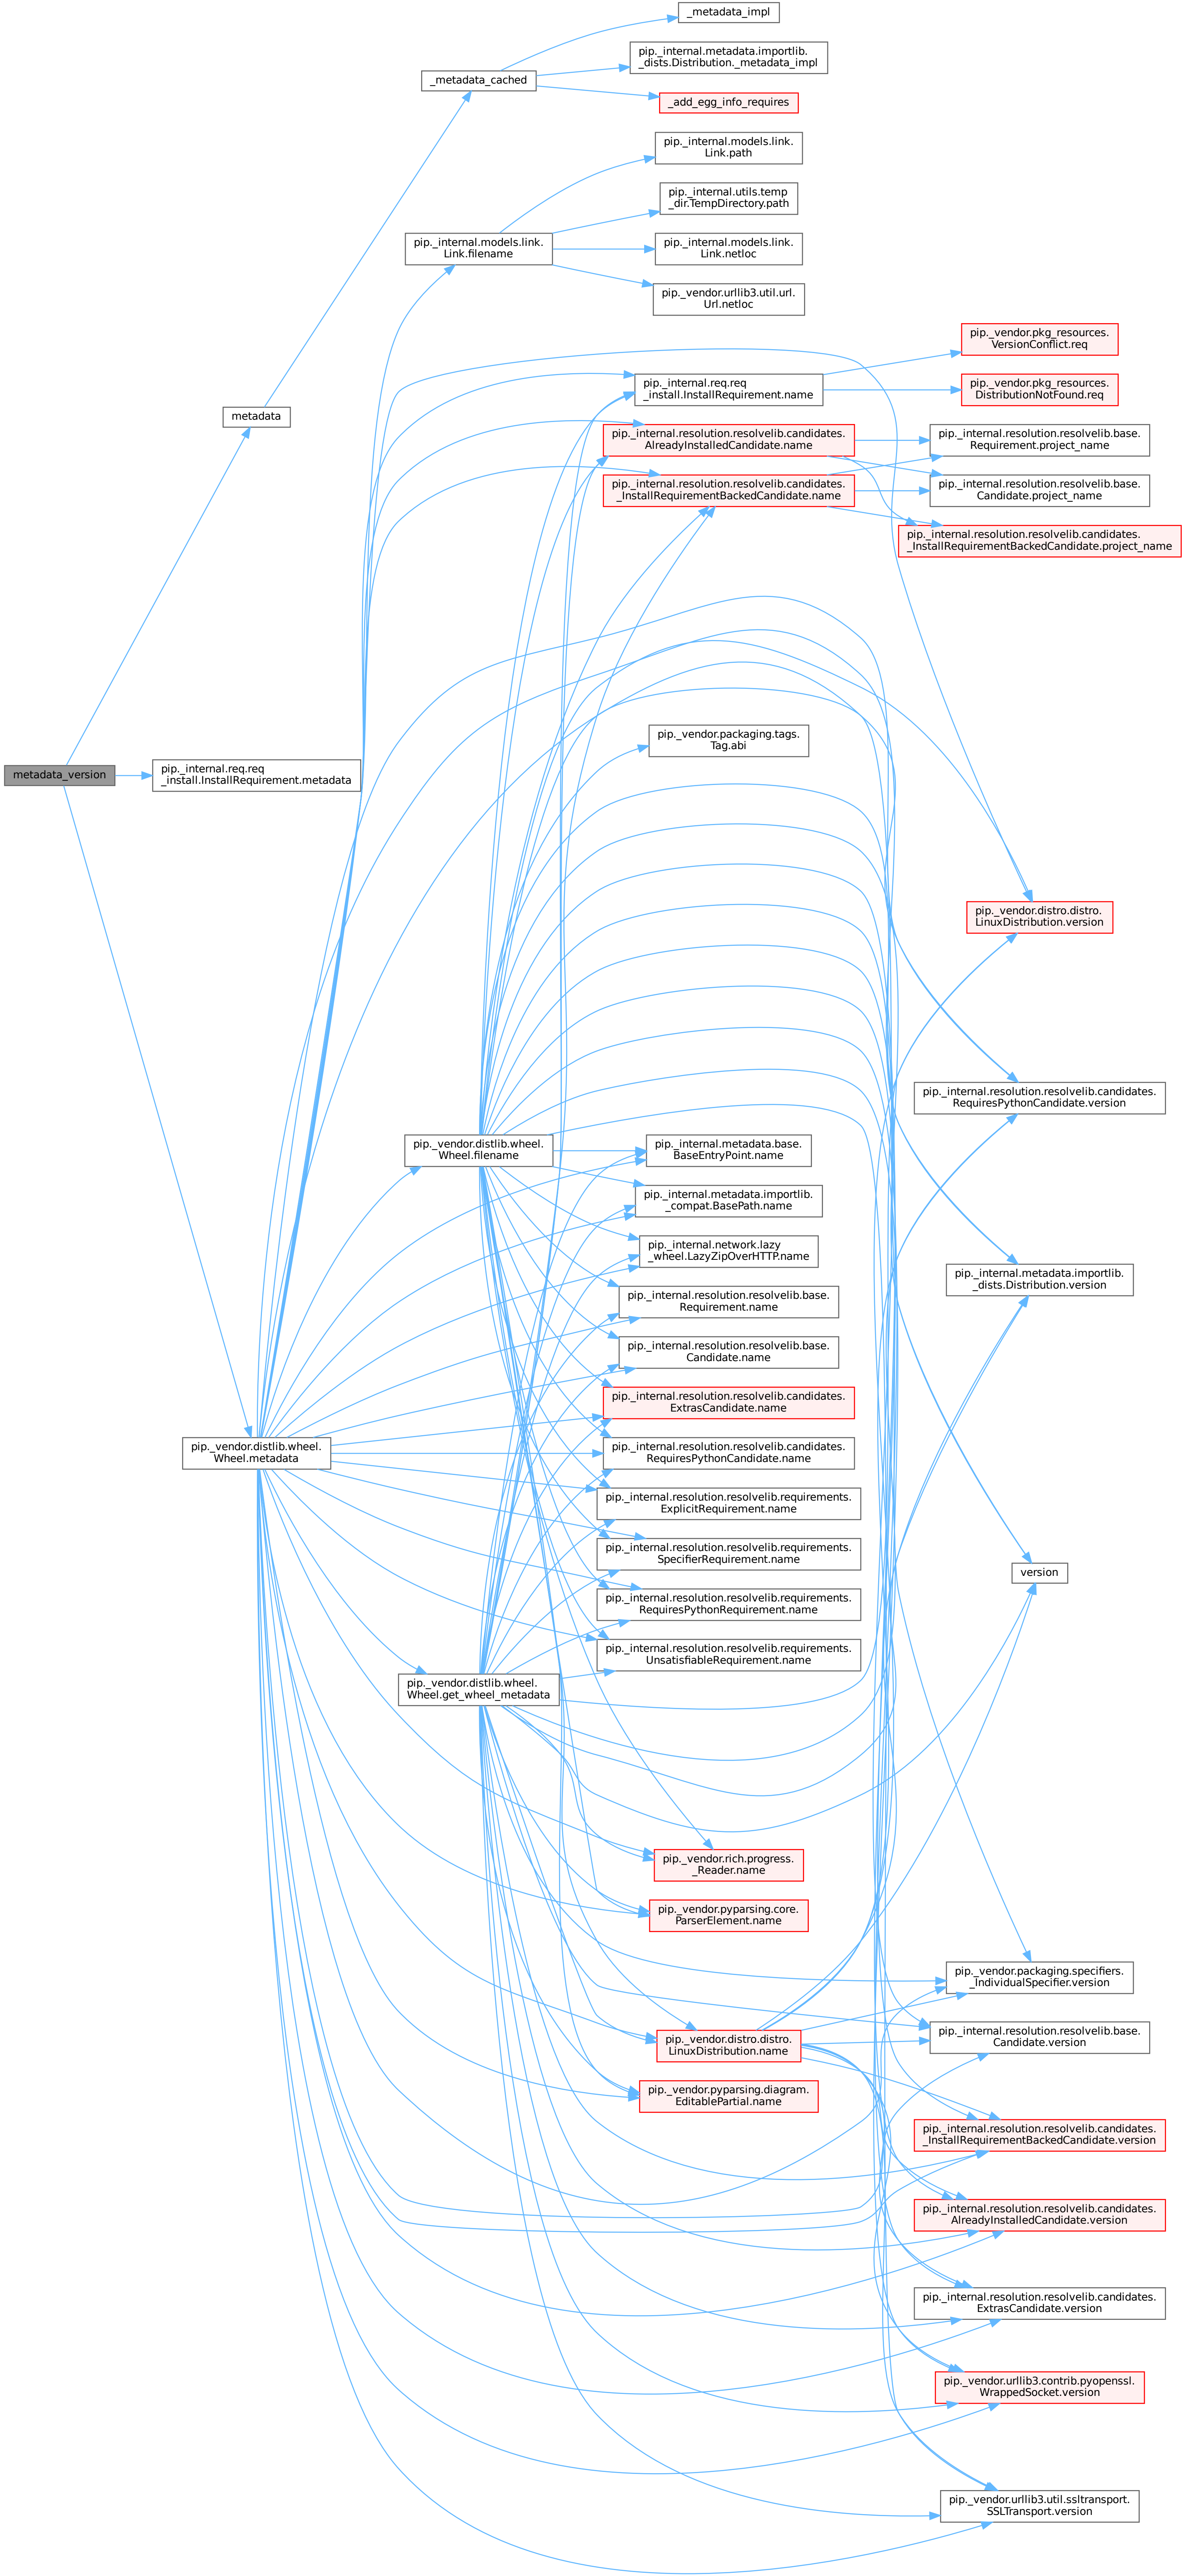 _metadata_impl
pip._internal.metadata.importlib.
_dists.Distribution._metadata_impl
_metadata_cached
_add_egg_info_requires
pip._internal.models.link.
Link.path
pip._internal.utils.temp
_dir.TempDirectory.path
pip._internal.models.link.
Link.filename
pip._internal.models.link.
Link.netloc
pip._vendor.urllib3.util.url.
Url.netloc
pip._vendor.pkg_resources.
VersionConflict.req
metadata
pip._internal.req.req
_install.InstallRequirement.name
pip._vendor.pkg_resources.
DistributionNotFound.req
pip._internal.resolution.resolvelib.candidates.
AlreadyInstalledCandidate.name
pip._internal.resolution.resolvelib.base.
Requirement.project_name
pip._internal.resolution.resolvelib.candidates.
_InstallRequirementBackedCandidate.name
pip._internal.resolution.resolvelib.base.
Candidate.project_name
pip._internal.resolution.resolvelib.candidates.
_InstallRequirementBackedCandidate.project_name
pip._vendor.packaging.tags.
Tag.abi
metadata_version
pip._internal.req.req
_install.InstallRequirement.metadata
pip._vendor.distro.distro.
LinuxDistribution.version
pip._internal.resolution.resolvelib.candidates.
RequiresPythonCandidate.version
pip._vendor.distlib.wheel.
Wheel.filename
pip._internal.metadata.base.
BaseEntryPoint.name
pip._internal.metadata.importlib.
_compat.BasePath.name
pip._internal.network.lazy
_wheel.LazyZipOverHTTP.name
pip._internal.metadata.importlib.
_dists.Distribution.version
pip._internal.resolution.resolvelib.base.
Requirement.name
pip._internal.resolution.resolvelib.base.
Candidate.name
pip._internal.resolution.resolvelib.candidates.
ExtrasCandidate.name
pip._vendor.distlib.wheel.
Wheel.metadata
pip._internal.resolution.resolvelib.candidates.
RequiresPythonCandidate.name
pip._internal.resolution.resolvelib.requirements.
ExplicitRequirement.name
pip._internal.resolution.resolvelib.requirements.
SpecifierRequirement.name
version
pip._internal.resolution.resolvelib.requirements.
RequiresPythonRequirement.name
pip._internal.resolution.resolvelib.requirements.
UnsatisfiableRequirement.name
pip._vendor.distlib.wheel.
Wheel.get_wheel_metadata
pip._vendor.rich.progress.
_Reader.name
pip._vendor.pyparsing.core.
ParserElement.name
pip._vendor.packaging.specifiers.
_IndividualSpecifier.version
pip._vendor.distro.distro.
LinuxDistribution.name
pip._internal.resolution.resolvelib.base.
Candidate.version
pip._vendor.pyparsing.diagram.
EditablePartial.name
pip._internal.resolution.resolvelib.candidates.
_InstallRequirementBackedCandidate.version
pip._internal.resolution.resolvelib.candidates.
AlreadyInstalledCandidate.version
pip._internal.resolution.resolvelib.candidates.
ExtrasCandidate.version
pip._vendor.urllib3.contrib.pyopenssl.
WrappedSocket.version
pip._vendor.urllib3.util.ssltransport.
SSLTransport.version